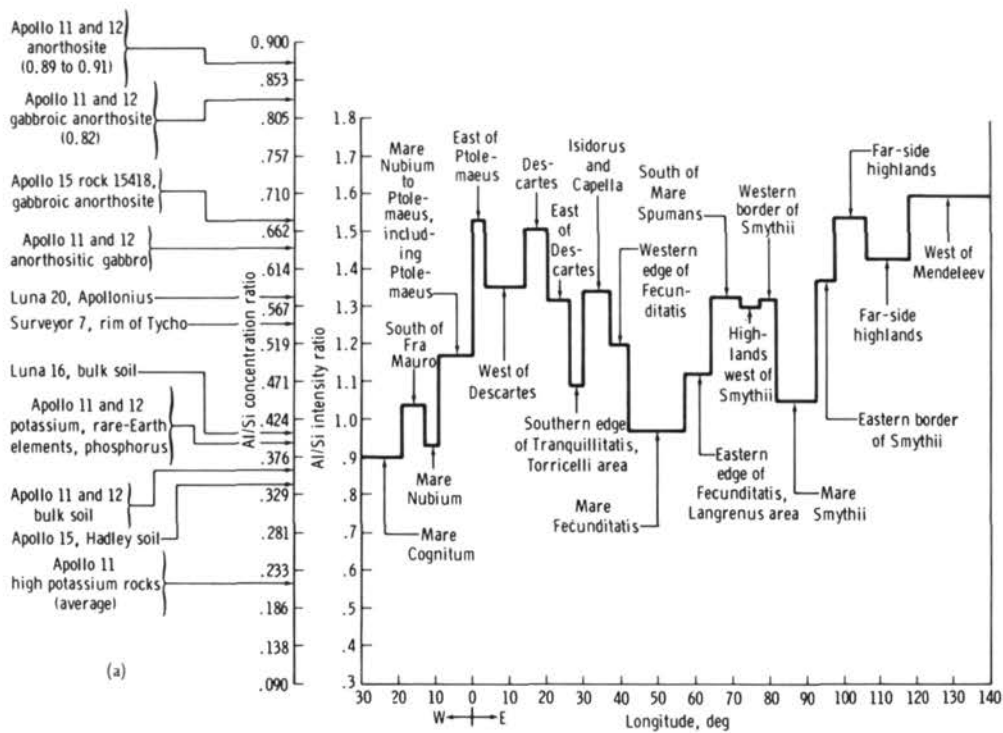 Apollo 11 and 12
anorthosite
(0.89 to 0.91)
Apollo 11 and 12
gabbroic anorthosite
(0.82)
Apollo 15 rock 15418,
gabbroic anorthosite
Apollo 11 and 12
anorthositic gabbro
Luna 20, Apollonius
Surveyor 7, rim of Tycho
Luna 16, bulk soil
Apollo 11 and 12
potassium, rare-Earth
elements, phosphorus
Apollo 11 and 12
bulk soil
Apollo 15, Hadley soil
Apollo 11
high potassium rocks
(average)
(a)
Al/Si concentration ratio
0.900
.853
.805
.757
.710
.662
.614
.567
.519
.471
.424
.376
.329
.281
.233
.186
.138
.090
Al/Si intensity ratio
1.8
1.7
1.6
1.5
1.4
1.3
1.2
1.1
1.0
.9
.8
.7
.6
.5
.4
.3
Mare
Nubium
to
Ptole-
maeus,
includ-
ing
Ptole-
maeus
East of
Ptole-
maeus
Des-
cartes
Isidorus
and
Capella
South of
Mare
Spumans
Western
border of
Smythii
Far-side
highlands
East
of
Des-
cartes
Western
edge of
Fecun-
ditatis
South
of Fra
Mauro
West of
Descartes
High-
lands
west of
Smythii
West of
Mendeleev
Far-side
highlands
Mare
Nubium
Southern edge
of Tranquillitatis,
Torricelli area
Eastern border
of Smythii
Mare
Cognitum
Mare
Fecunditatis
Eastern
edge of
Fecunditatis,
Langrenus area
Mare
Smythii
30 20 10 0 10 20 30 40 50 60 70 80 90 100 110 120 130 140
W E
Longitude, deg